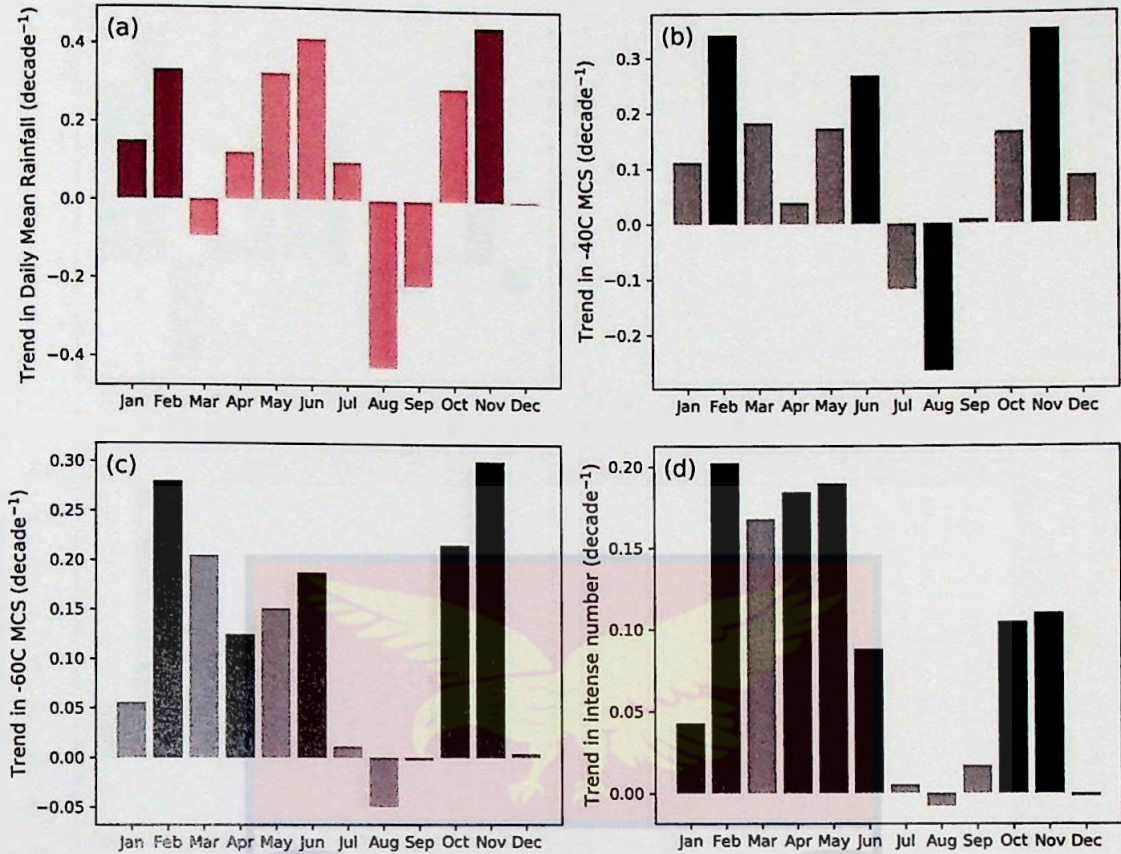 (a)
Trend in Daily Mean Rainfall (decade⁻¹)
0.4
0.2
0.0
−0.2
−0.4
Jan Feb Mar Apr May Jun Jul Aug Sep Oct Nov Dec
(b)
Trend in -40C MCS (decade⁻¹)
0.3
0.2
0.1
0.0
−0.1
−0.2
Jan Feb Mar Apr May Jun Jul Aug Sep Oct Nov Dec
(c)
Trend in -60C MCS (decade⁻¹)
0.30
0.25
0.20
0.15
0.10
0.05
0.00
−0.05
Jan Feb Mar Apr May Jun Jul Aug Sep Oct Nov Dec
(d)
Trend in intense number (decade⁻¹)
0.20
0.15
0.10
0.05
0.00
Jan Feb Mar Apr May Jun Jul Aug Sep Oct Nov Dec